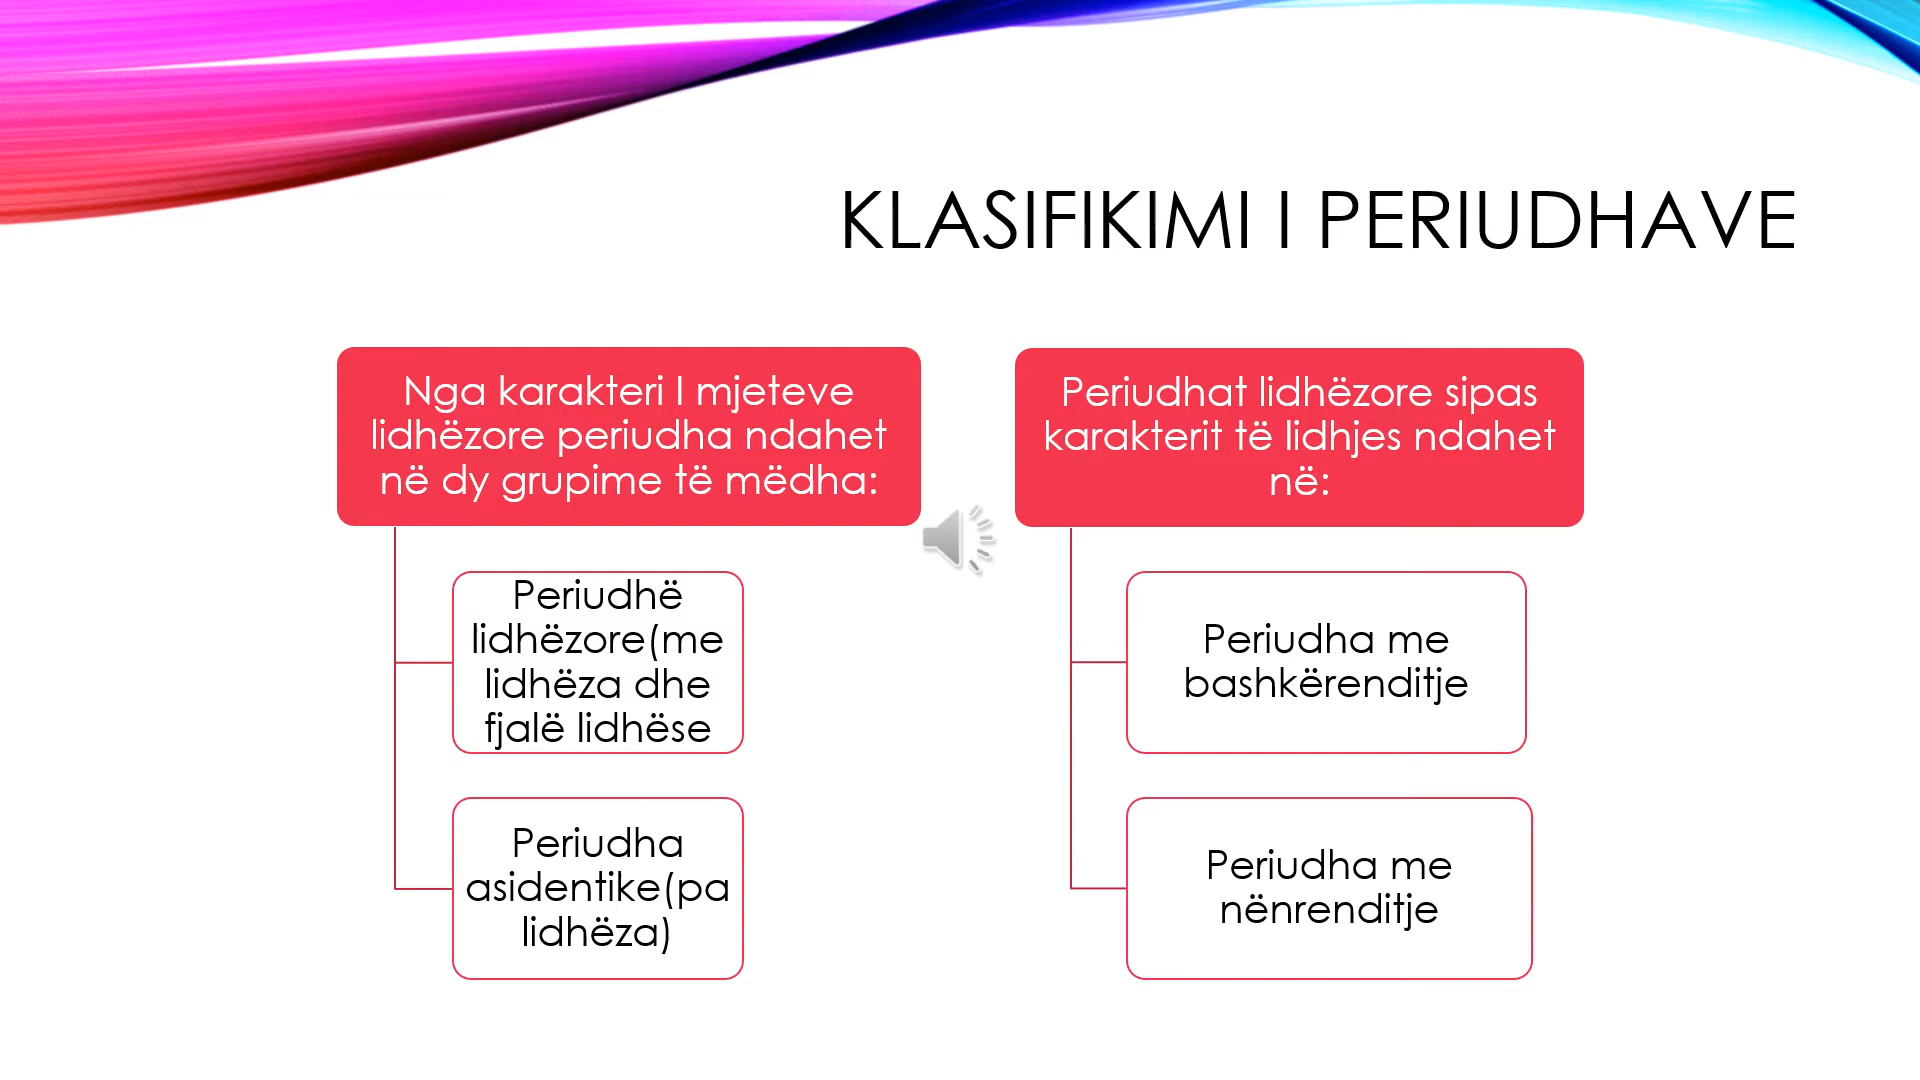 KLASIFIKIMI I PERIUDHAVE
Nga karakteri I mjeteve
lidhëzore periudha ndahet
në dy grupime të mëdha:
Periudhë
lidhëzore(me
lidhëza dhe
fjalë lidhëse
Periudha
asidentike(pa
lidhëza)
Periudhat lidhëzore sipas
karakterit të lidhjes ndahet
në:
Periudha me
bashkërenditje
Periudha me
nënrenditje